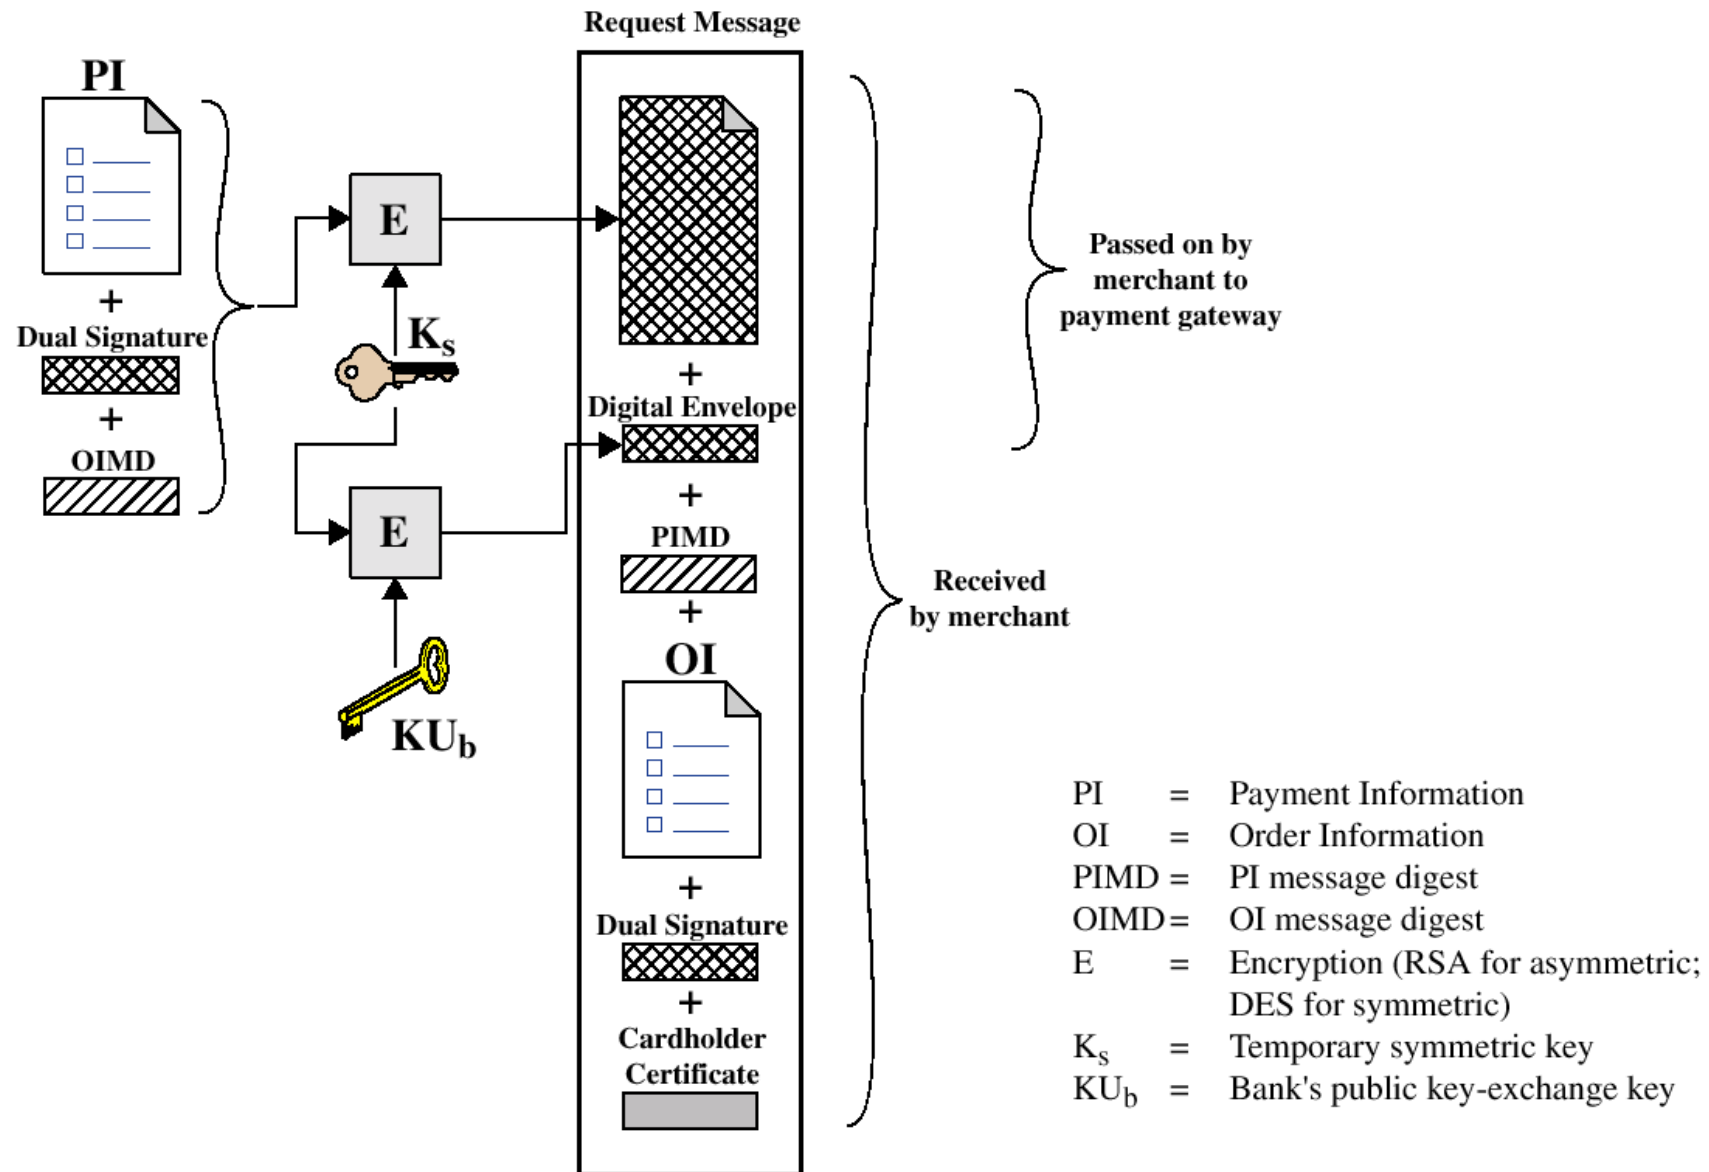 Request Message
PI
+
Dual Signature
+
OIMD
E
Ks
E
KUb
+
Digital Envelope
+
PIMD
+
OI
+
Dual Signature
+
Cardholder
Certificate
Passed on by
merchant to
payment gateway
Received
by merchant
PI = Payment Information
OI = Order Information
PIMD = PI message digest
OIMD = OI message digest
E = Encryption (RSA for asymmetric;
DES for symmetric)
Ks = Temporary symmetric key
KUb = Bank's public key-exchange key